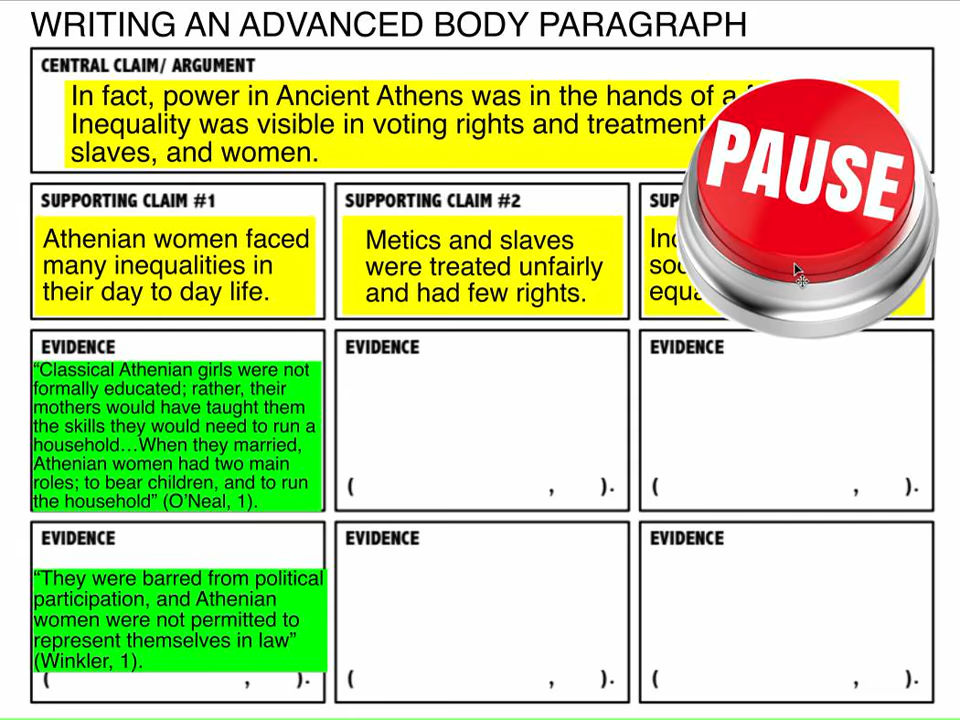 WRITING AN ADVANCED BODY PARAGRAPH
CENTRAL CLAIM/ ARGUMENT
In fact, power in Ancient Athens was in the hands of a
Inequality was visible in voting rights and treatment
slaves, and women.
PAUSE
SUPPORTING CLAIM #1
Athenian women faced
many inequalities in
their day to day life.
SUPPORTING CLAIM #2
Metics and slaves
were treated unfairly
and had few rights.
EVIDENCE
“Classical Athenian girls were not
formally educated; rather, their
mothers would have taught them
the skills they would need to run a
household…When they married,
Athenian women had two main
roles; to bear children, and to run
the household” (O’Neal, 1).
EVIDENCE
( , ).
EVIDENCE
( , ).
EVIDENCE
“They were barred from political
participation, and Athenian
women were not permitted to
represent themselves in law”
(Winkler, 1).
( , ).
EVIDENCE
( , ).
EVIDENCE
( , ).